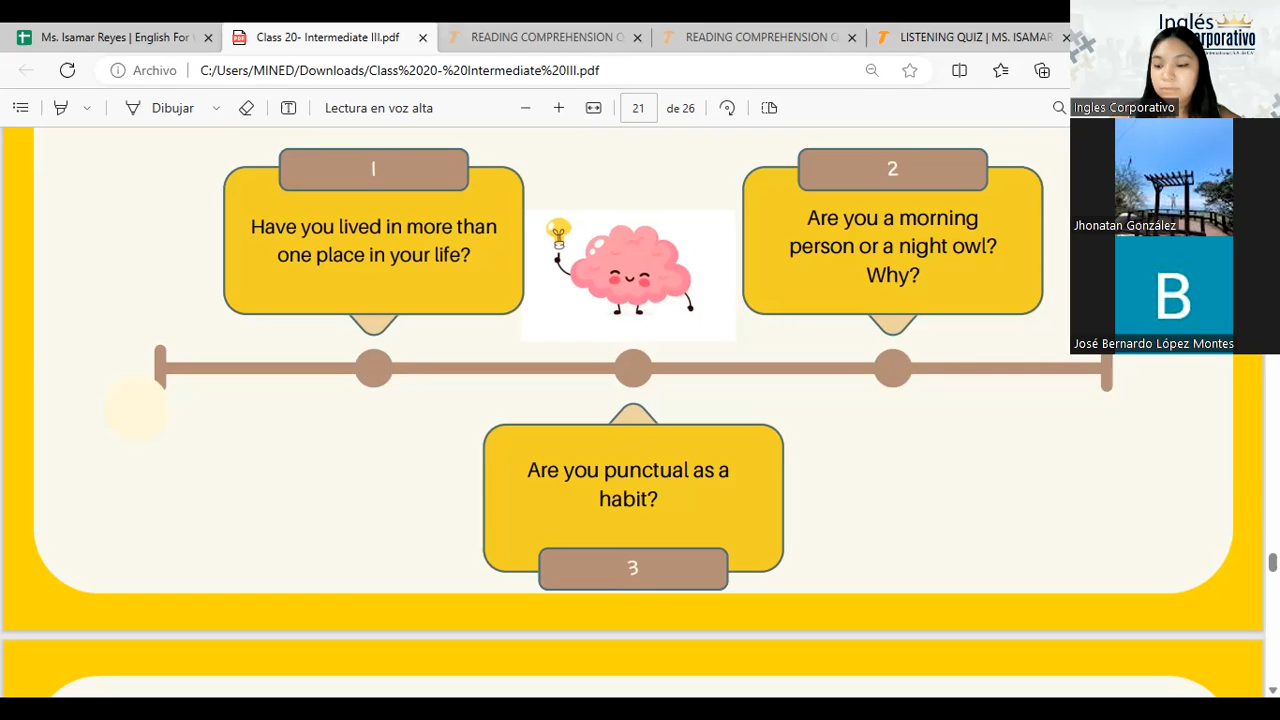 Ms. Isamar Reyes | English For
Class 20- Intermediate III.pdf
READING COMPREHENSION Q
READING COMPREHENSION Q
LISTENING QUIZ | MS. ISAMAR
Inglés
Corporativo
Archivo
C:/Users/MINED/Downloads/Class%2020-%20Intermediate%20III.pdf
Dibujar
Lectura en voz alta
21
de 26
Ingles Corporativo
1
Have you lived in more than
one place in your life?
2
Are you a morning
person or a night owl?
Why?
Jhonatan González
B
José Bernardo López Montes
Are you punctual as a
habit?
3